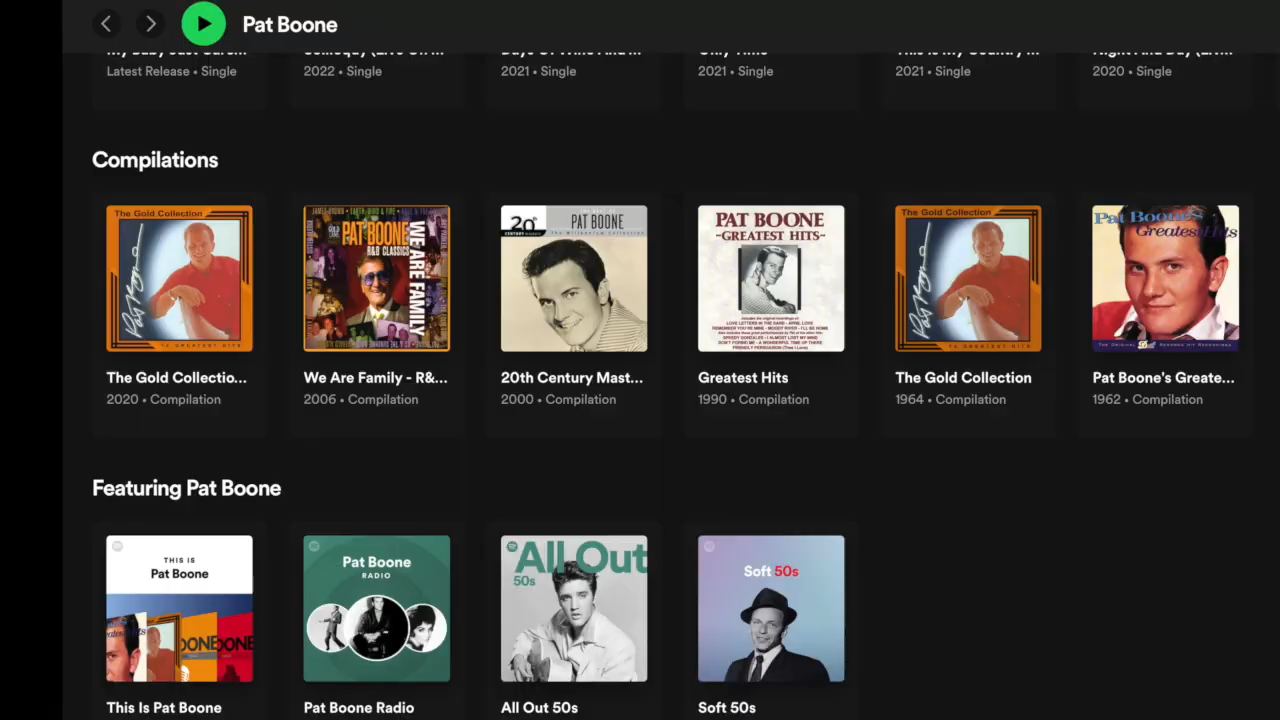 Pat Boone
Latest Release • Single
2022 • Single
2021 • Single
2021 • Single
2021 • Single
2020 • Single
Compilations
The Gold Collection
Pat Boone
PAT BOONE
R&B CLASSICS
WE ARE FAMILY
20th
CENTURY MASTERS
PAT BOONE
The Millennium Collection
PAT BOONE
~GREATEST HITS~
The Gold Collection
Pat Boone
Pat Boone's
Greatest Hits
The Gold Collectio...
We Are Family - R&...
20th Century Mast...
Greatest Hits
The Gold Collection
Pat Boone's Greate...
2020 • Compilation
2006 • Compilation
2000 • Compilation
1990 • Compilation
1964 • Compilation
1962 • Compilation
Featuring Pat Boone
THIS IS
Pat Boone
Pat Boone
RADIO
All Out
50s
Soft 50s
This Is Pat Boone
Pat Boone Radio
All Out 50s
Soft 50s